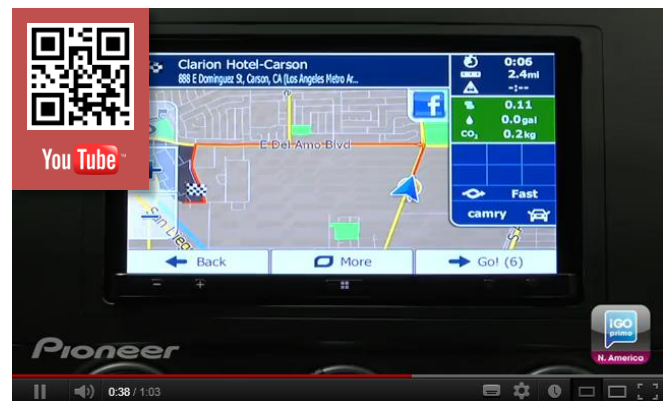 You Tube
Clarion Hotel-Carson
888 E Dominguez St, Carson, CA (Los Angeles Metro Ar...
0:06
2.4mi
-:--
0.11
0.0gal
CO₂ 0.2kg
Fast
camry
E Del Amo Blvd
San Diego
Back
More
Go! (6)
Pioneer
iGO
primo
N. America
0:38 / 1:03